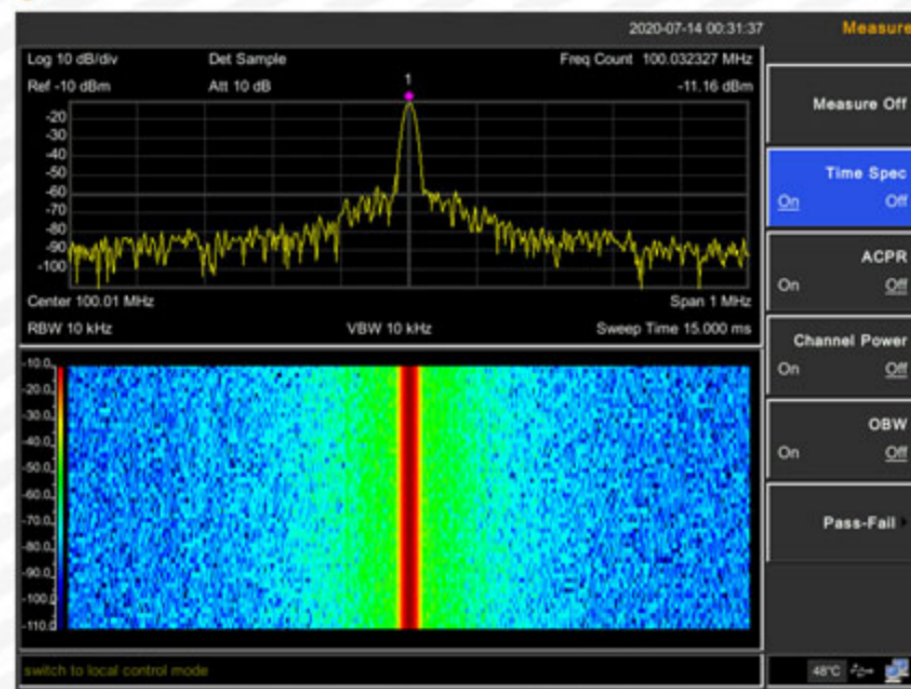 2020-07-14 00:31:37 Measure
Log 10 dB/div Det Sample Freq Count 100.032327 MHz
Ref -10 dBm Att 10 dB 1 -11.16 dBm
-20
-30
-40
-50
-60
-70
-80
-90
-100
Center 100.01 MHz Span 1 MHz
RBW 10 kHz VBW 10 kHz Sweep Time 15.000 ms
-10.0
-20.0
-30.0
-40.0
-50.0
-60.0
-70.0
-80.0
-90.0
-100.0
-110.0
switch to local control mode
Measure Off
Time Spec
On Off
ACPR
On Off
Channel Power
On Off
OBW
On Off
Pass-Fail
48°C